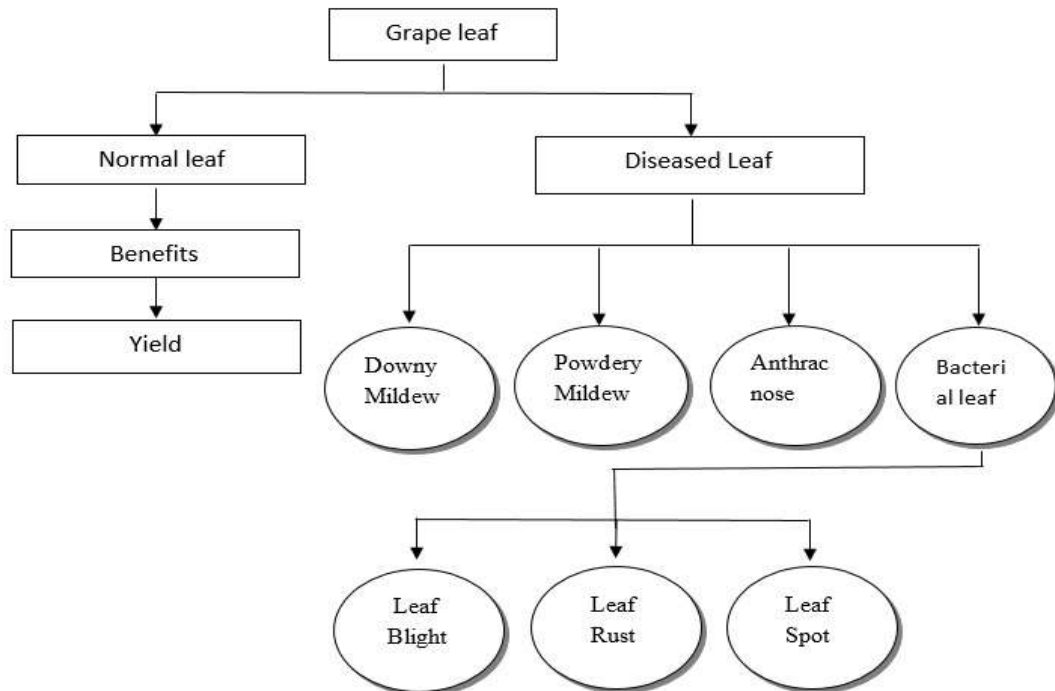 Grape leaf
Normal leaf
Diseased Leaf
Benefits
Yield
Downy
Mildew
Powdery
Mildew
Anthrac
nose
Bacteri
al leaf
Leaf
Blight
Leaf
Rust
Leaf
Spot